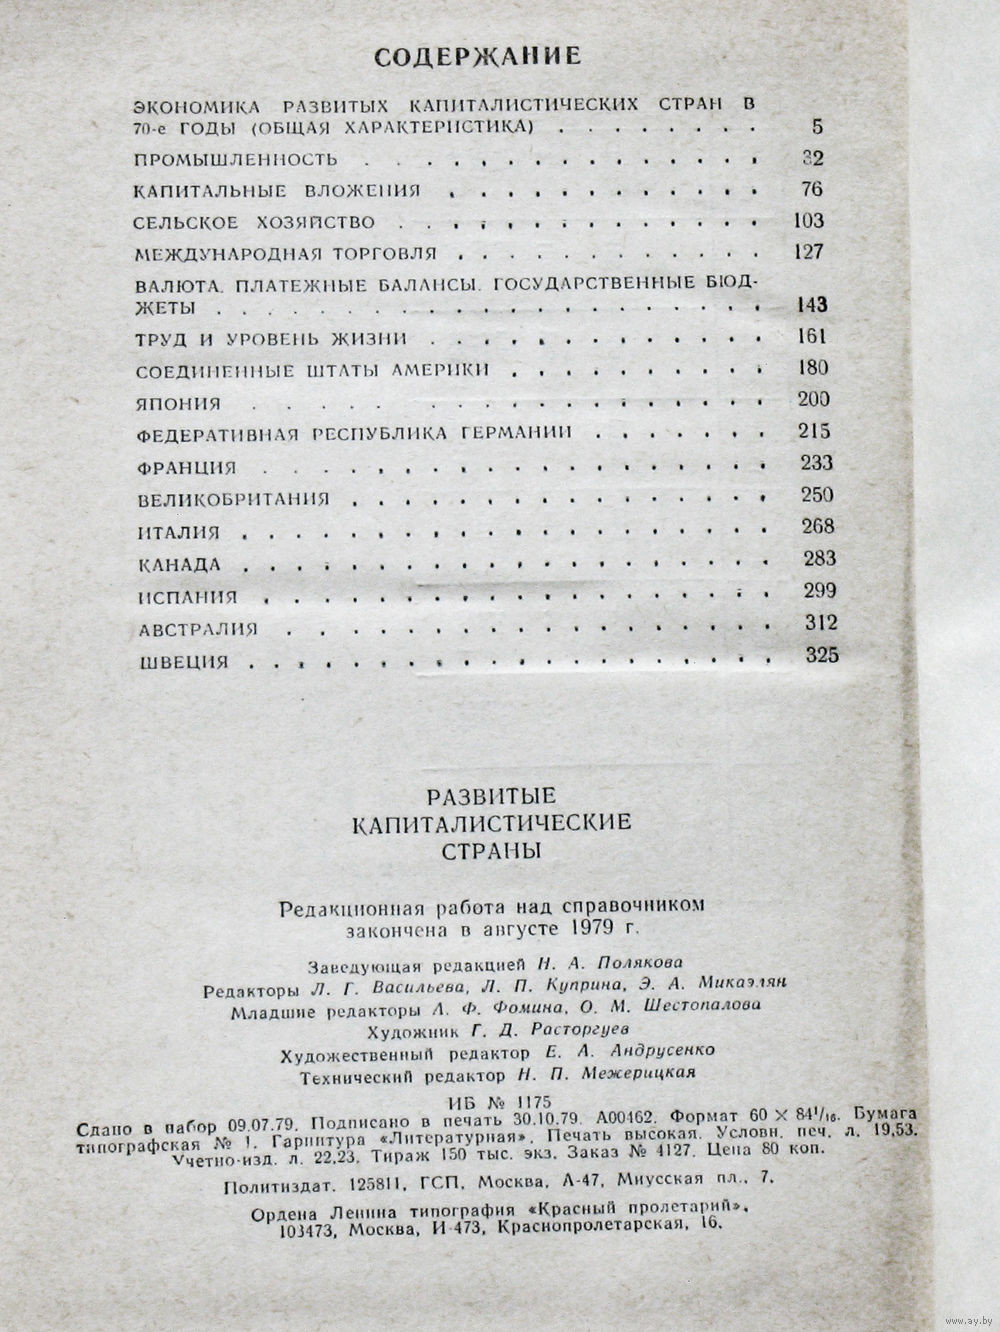 СОДЕРЖАНИЕ
ЭКОНОМИКА РАЗВИТЫХ КАПИТАЛИСТИЧЕСКИХ СТРАН В
70-е ГОДЫ (ОБЩАЯ ХАРАКТЕРИСТИКА) . . . . . . . . 5
ПРОМЫШЛЕННОСТЬ . . . . . . . . . . . . . . . 32
КАПИТАЛЬНЫЕ ВЛОЖЕНИЯ . . . . . . . . . . . . 76
СЕЛЬСКОЕ ХОЗЯЙСТВО . . . . . . . . . . . . . . 103
МЕЖДУНАРОДНАЯ ТОРГОВЛЯ . . . . . . . . . . . . 127
ВАЛЮТА. ПЛАТЕЖНЫЕ БАЛАНСЫ. ГОСУДАРСТВЕННЫЕ БЮД-
ЖЕТЫ . . . . . . . . . . . . . . . . . . . . . 143
ТРУД И УРОВЕНЬ ЖИЗНИ . . . . . . . . . . . . . 161
СОЕДИНЕННЫЕ ШТАТЫ АМЕРИКИ . . . . . . . . . . 180
ЯПОНИЯ . . . . . . . . . . . . . . . . . . . 200
ФЕДЕРАТИВНАЯ РЕСПУБЛИКА ГЕРМАНИИ . . . . . . . 215
ФРАНЦИЯ . . . . . . . . . . . . . . . . . . . 233
ВЕЛИКОБРИТАНИЯ . . . . . . . . . . . . . . . . 250
ИТАЛИЯ . . . . . . . . . . . . . . . . . . . . 268
КАНАДА . . . . . . . . . . . . . . . . . . . . 283
ИСПАНИЯ . . . . . . . . . . . . . . . . . . . 299
АВСТРАЛИЯ . . . . . . . . . . . . . . . . . . 312
ШВЕЦИЯ . . . . . . . . . . . . . . . . . . . . 325
РАЗВИТЫЕ
КАПИТАЛИСТИЧЕСКИЕ
СТРАНЫ
Редакционная работа над справочником
закончена в августе 1979 г.
Заведующая редакцией Н. А. Полякова
Редакторы Л. Г. Васильева, Л. П. Куприна, Э. А. Микаэлян
Младшие редакторы А. Ф. Фомина, О. М. Шестопалова
Художник Г. Д. Расторгуев
Художественный редактор Е. А. Андрусенко
Технический редактор Н. П. Межерицкая
ИБ № 1175
Сдано в набор 09.07.79. Подписано в печать 30.10.79. А00462. Формат 60 × 84¹/₁₆. Бумага
типографская № 1. Гарнитура «Литературная». Печать высокая. Условн. печ. л. 19,53.
Учетно-изд. л. 22,23. Тираж 150 тыс. экз. Заказ № 4127. Цена 80 коп.
Политиздат. 125811, ГСП, Москва, А-47, Миусская пл., 7.
Ордена Ленина типография «Красный пролетарий».
103473, Москва, И-473, Краснопролетарская, 16.
www.ay.by